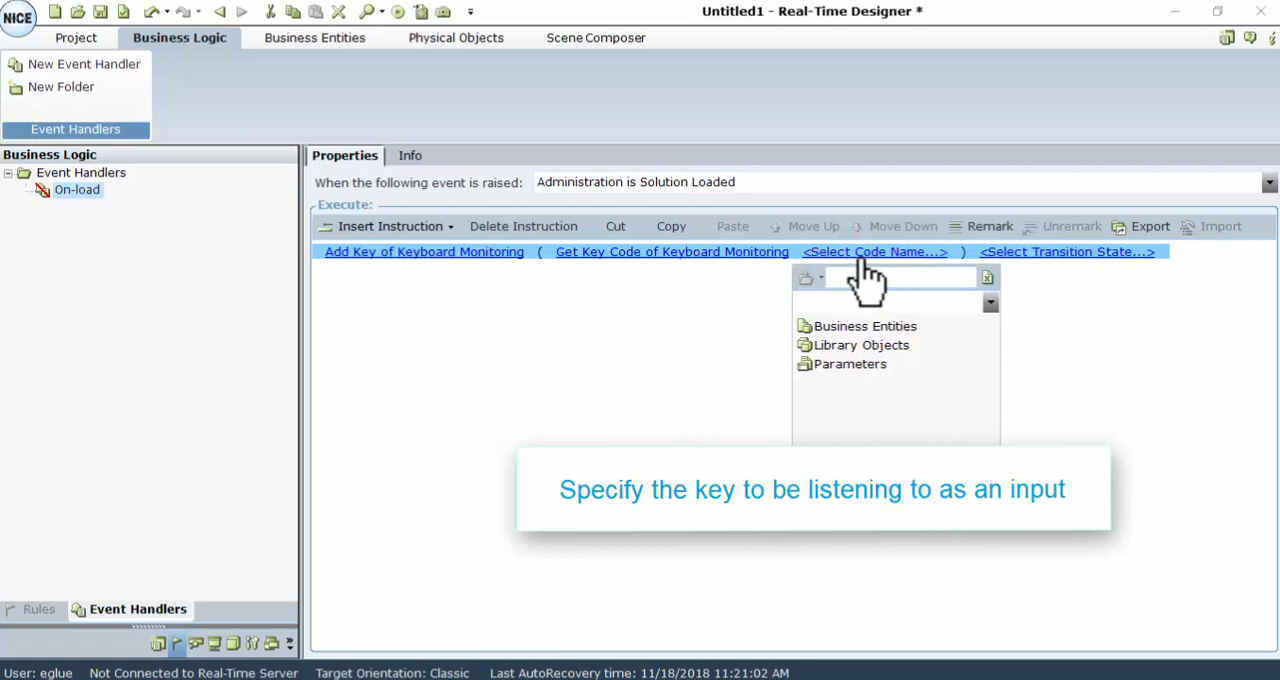 NICE
Untitled1 - Real-Time Designer *
Project
Business Logic
Business Entities
Physical Objects
Scene Composer
New Event Handler
New Folder
Event Handlers
Business Logic
Event Handlers
On-load
Properties
Info
When the following event is raised:
Administration is Solution Loaded
Execute:
Insert Instruction
Delete Instruction
Cut
Copy
Paste
Move Up
Move Down
Remark
Unremark
Export
Import
Add Key of Keyboard Monitoring ( Get Key Code of Keyboard Monitoring <Select Code Name...> ) <Select Transition State...>
Business Entities
Library Objects
Parameters
Specify the key to be listening to as an input
Rules
Event Handlers
User: eglue
Not Connected to Real-Time Server
Target Orientation: Classic
Last AutoRecovery time: 11/18/2018 11:21:02 AM